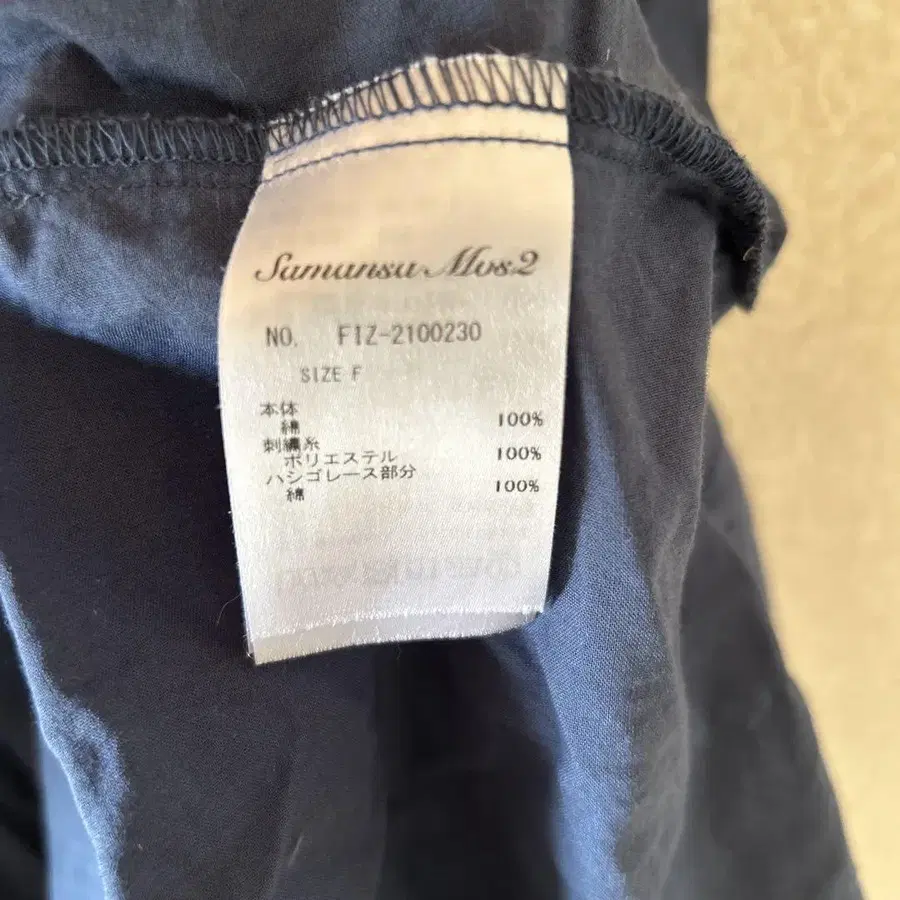 Samansa Mos2
NO. F1Z-2100230
SIZE F
本体
綿 100%
刺繍糸
ポリエステル 100%
ハシゴレース部分
綿 100%